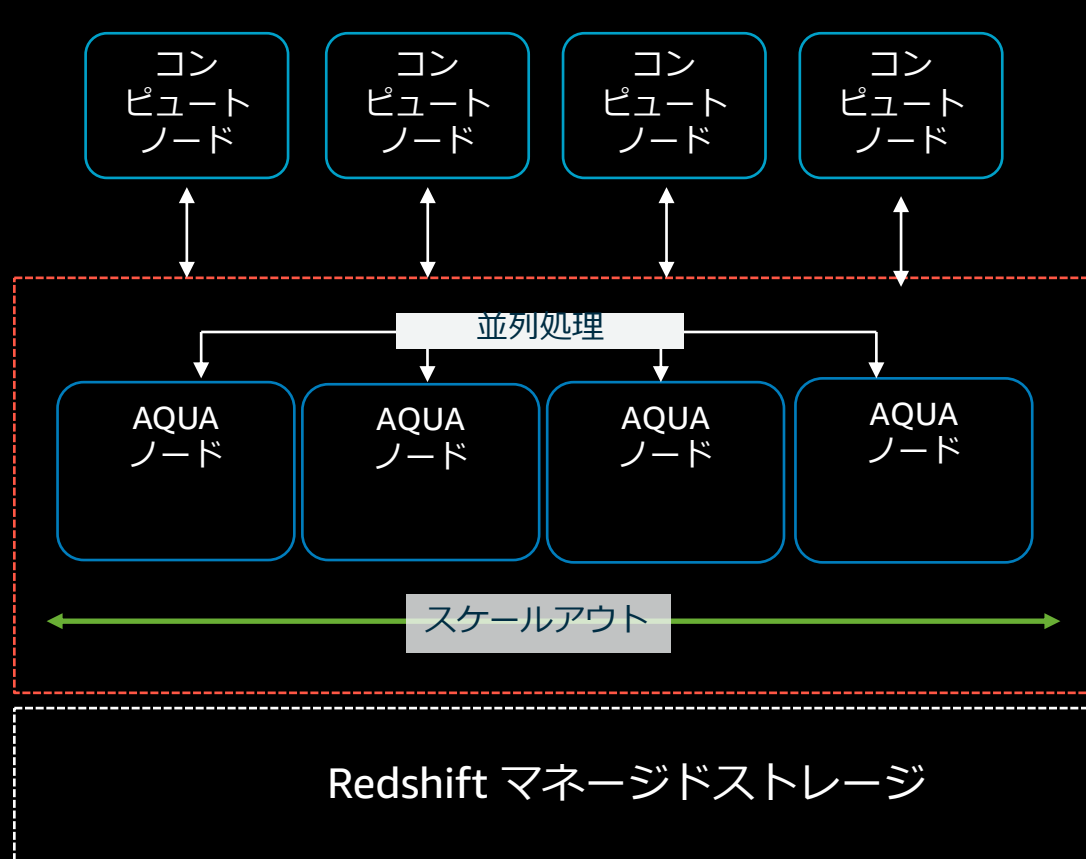 コン
ピュート
ノード
コン
ピュート
ノード
コン
ピュート
ノード
コン
ピュート
ノード
並列処理
AQUA
ノード
AQUA
ノード
AQUA
ノード
AQUA
ノード
スケールアウト
Redshift マネージドストレージ